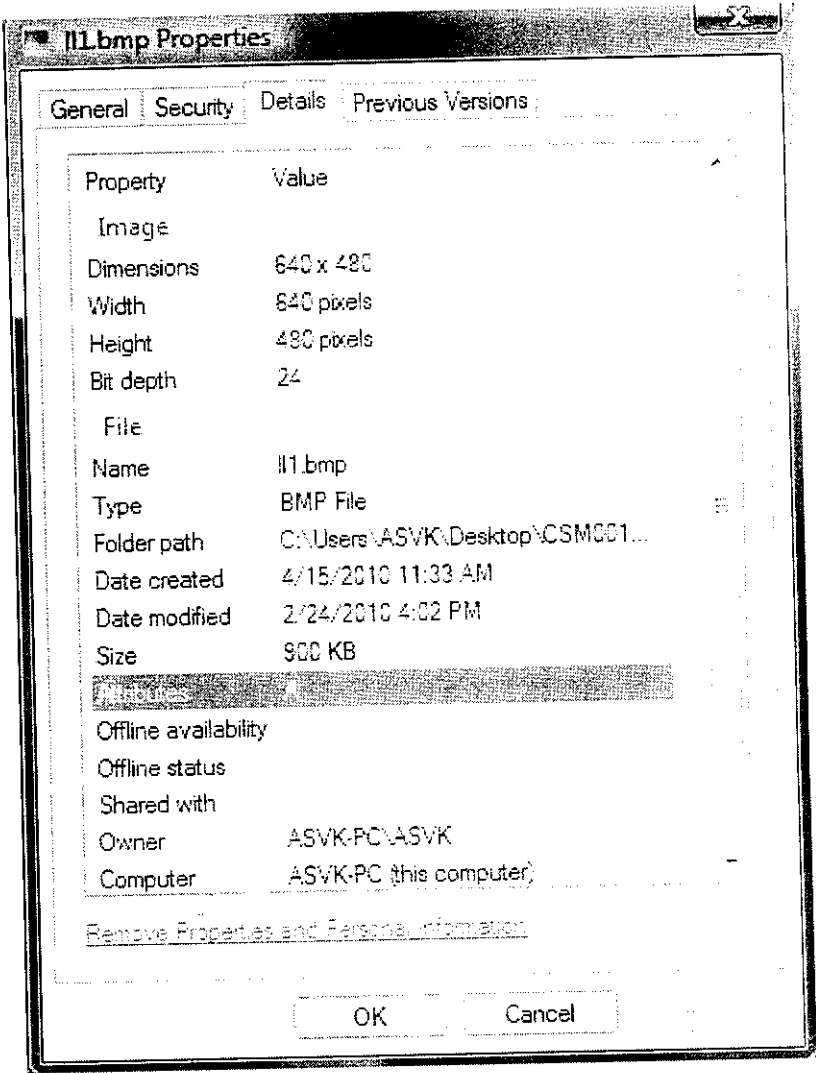 ll1.bmp Properties
General Security Details Previous Versions
Property Value
Image
Dimensions 640 x 480
Width 640 pixels
Height 480 pixels
Bit depth 24
File
Name ll1.bmp
Type BMP File
Folder path C:\Users\ASVK\Desktop\CSM001...
Date created 4/15/2010 11:33 AM
Date modified 2/24/2010 4:02 PM
Size 900 KB
Attributes A
Offline availability
Offline status
Shared with
Owner ASVK-PC\ASVK
Computer ASVK-PC (this computer)
Remove Properties and Personal Information
OK Cancel